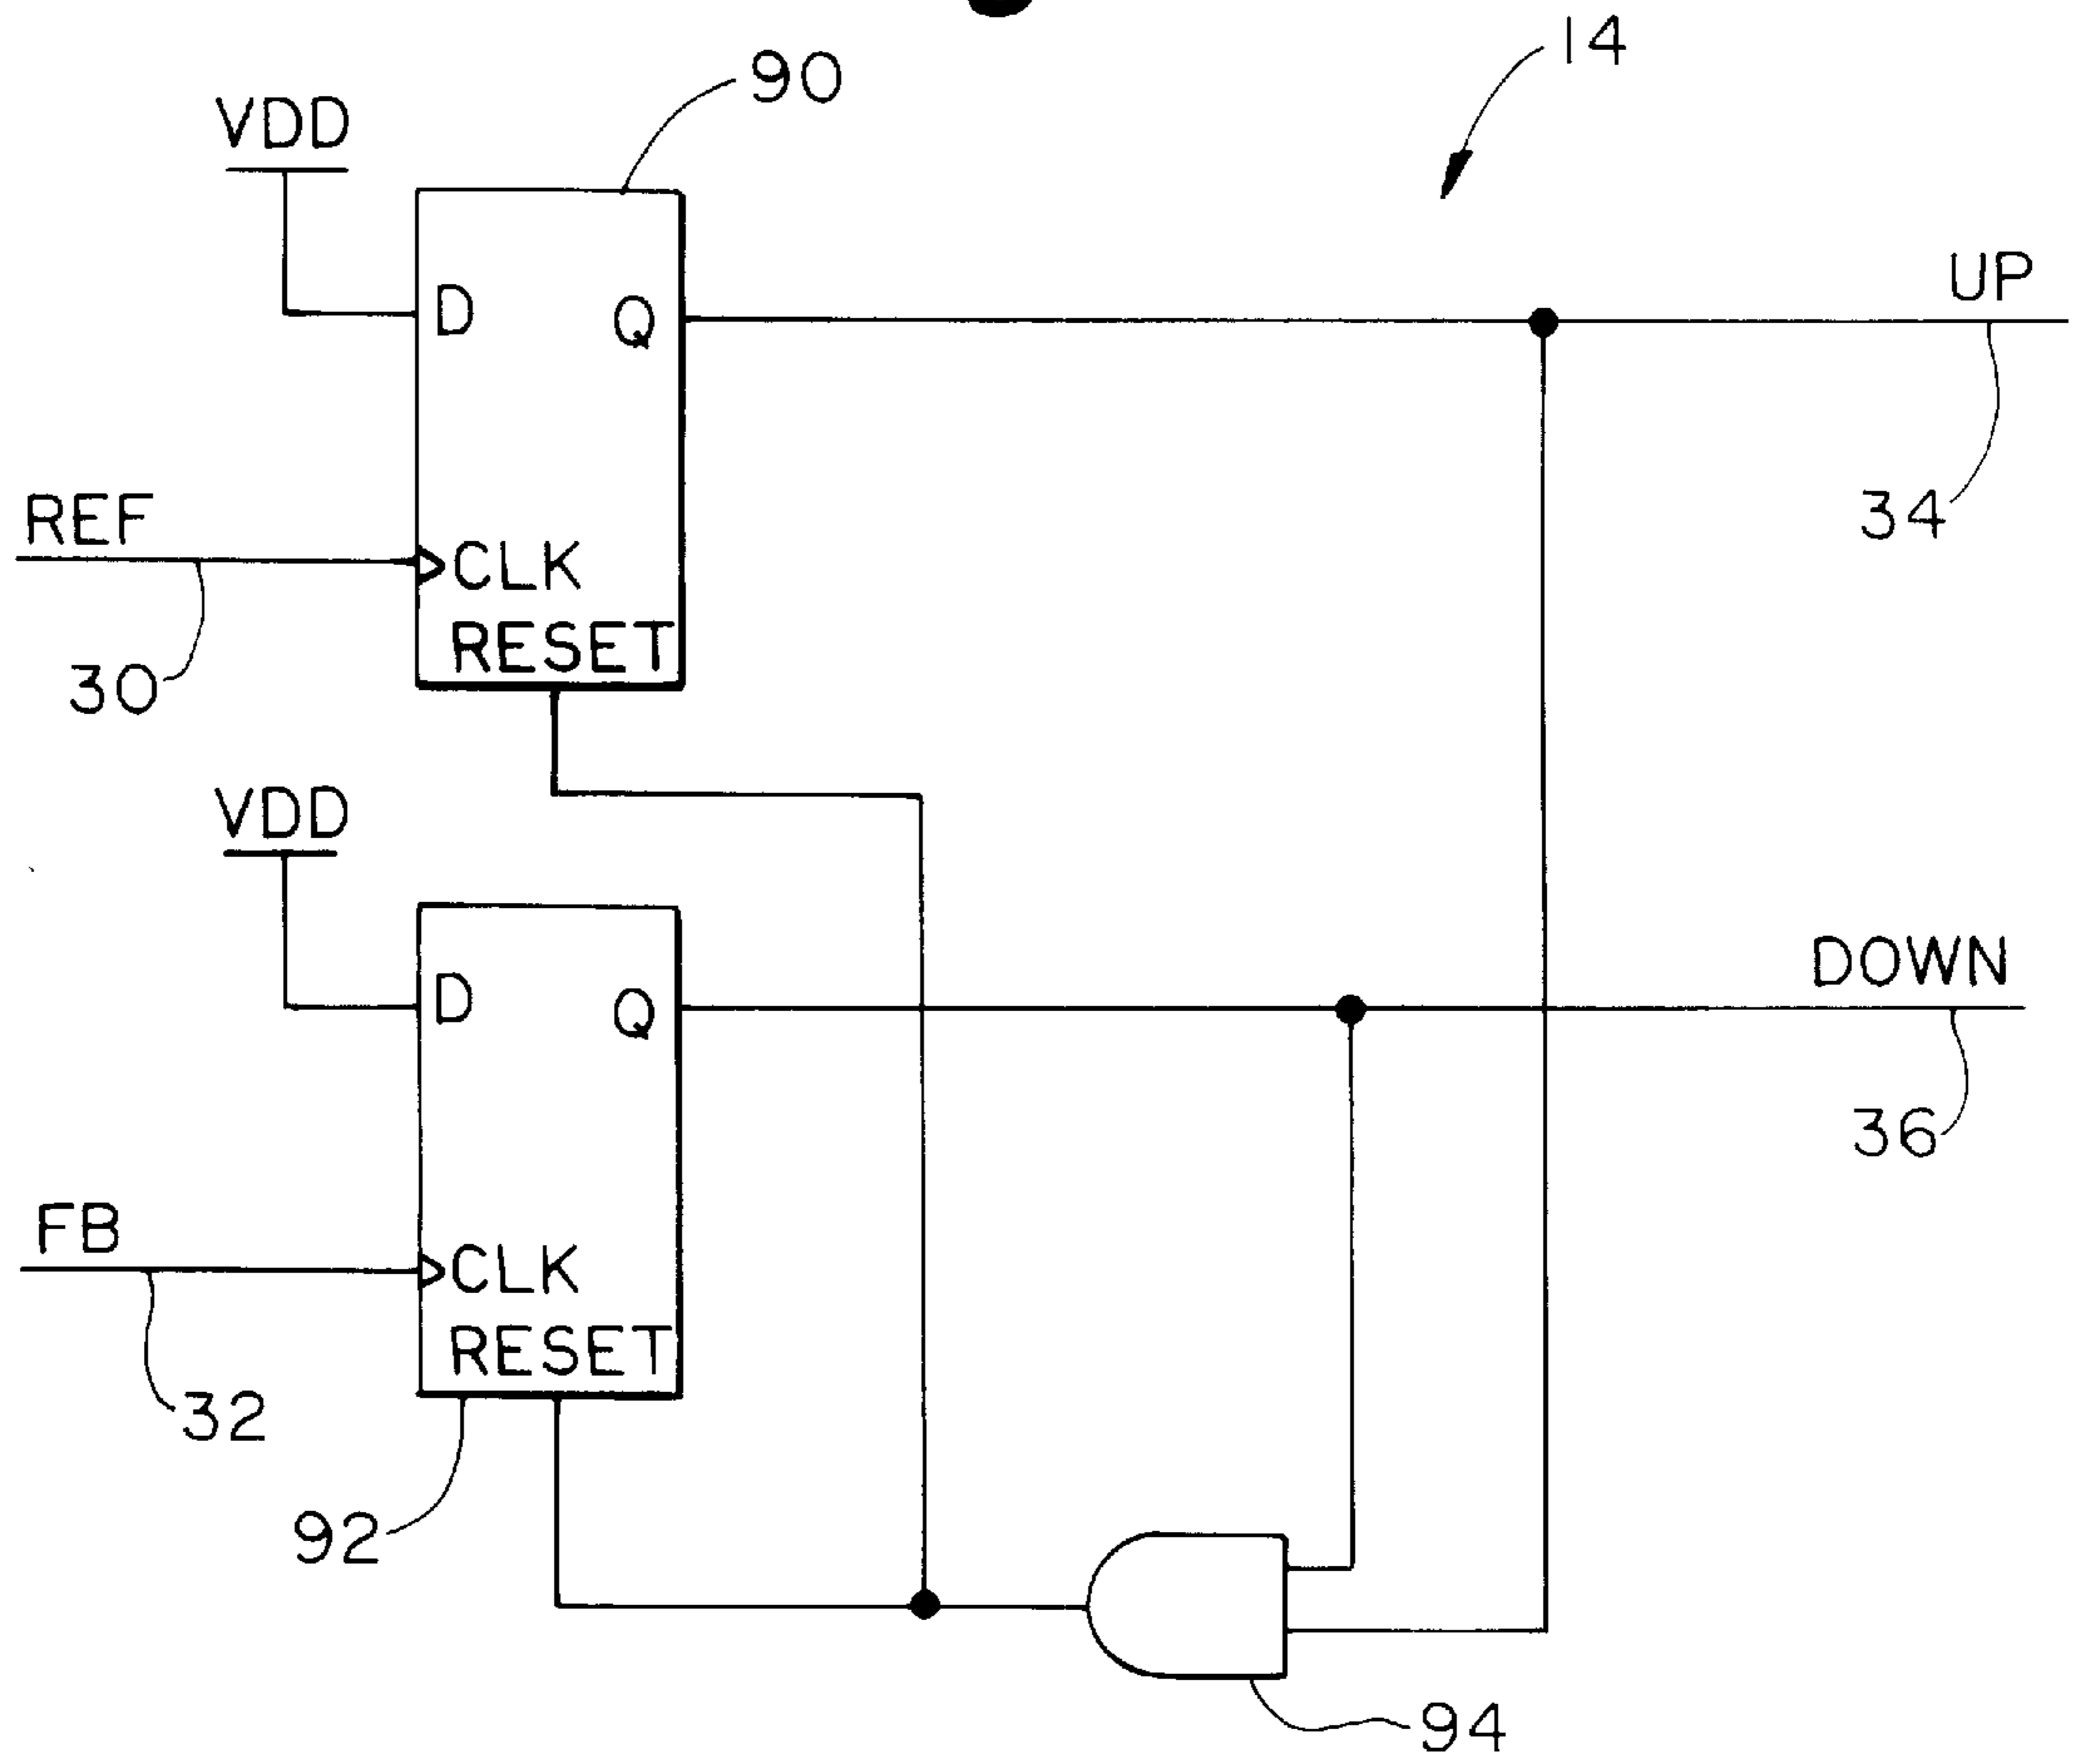 14
90
VDD
UP
D Q
34
REF
CLK
RESET
30
VDD
DOWN
D Q
36
FB
CLK
RESET
32
92
94